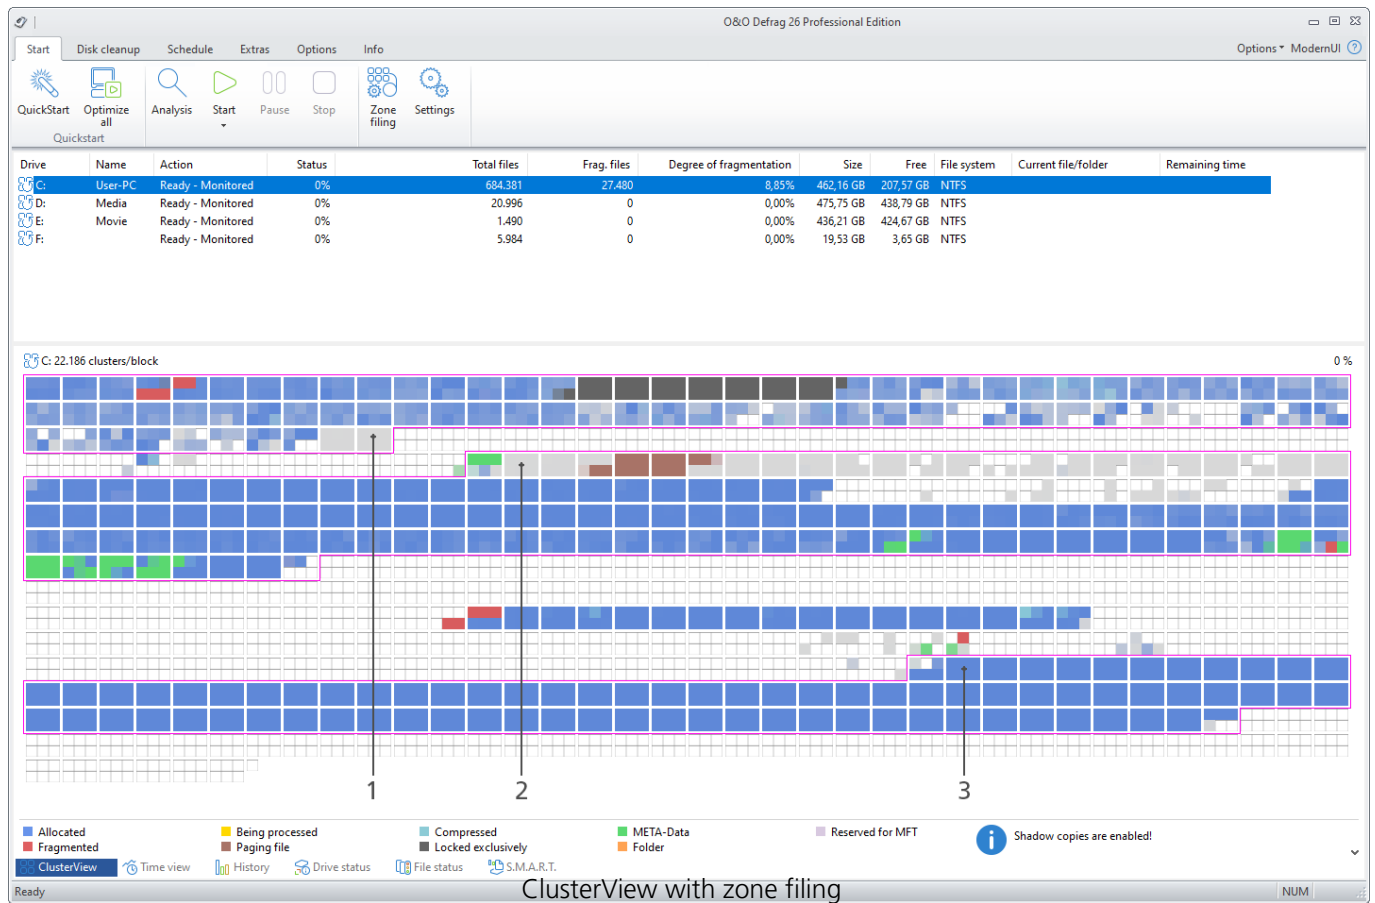 O&O Defrag 26 Professional Edition
Start Disk cleanup Schedule Extras Options Info Options ModernUI ?
QuickStart Optimize all Analysis Start Pause Stop Zone filing Settings
Quickstart
Drive Name Action Status Total files Frag. files Degree of fragmentation Size Free File system Current file/folder Remaining time
C: User-PC Ready - Monitored 0% 684.381 27.480 8,85% 462,16 GB 207,57 GB NTFS
D: Media Ready - Monitored 0% 20.996 0 0,00% 475,75 GB 438,79 GB NTFS
E: Movie Ready - Monitored 0% 1.490 0 0,00% 436,21 GB 424,67 GB NTFS
F: Ready - Monitored 0% 5.984 0 0,00% 19,53 GB 3,65 GB NTFS
C: 22.186 clusters/block 0 %
1 2 3
Allocated Being processed Compressed META-Data Reserved for MFT
Shadow copies are enabled!
Fragmented Paging file Locked exclusively Folder
ClusterView Time view History Drive status File status S.M.A.R.T.
Ready NUM
ClusterView with zone filing